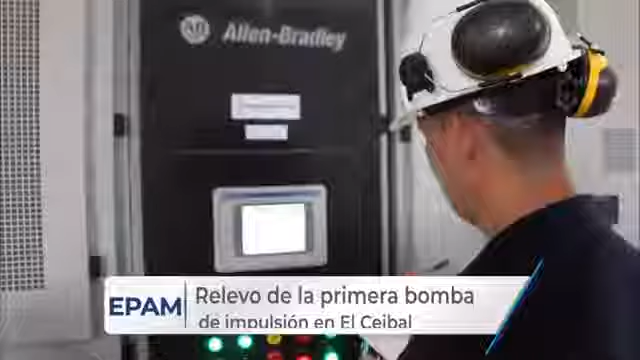 Allen-Bradley
EPAM
Relevo de la primera bomba
de impulsión en El Ceibal